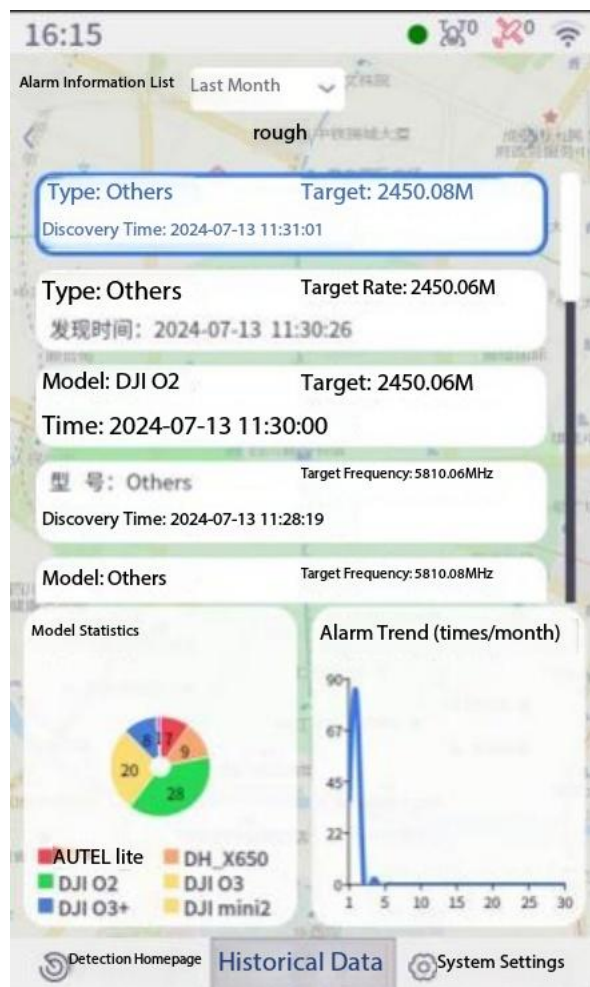 16:15
0 0
Alarm Information List Last Month
rough
Type: Others Target: 2450.08M
Discovery Time: 2024-07-13 11:31:01
Type: Others Target Rate: 2450.06M
发现时间: 2024-07-13 11:30:26
Model: DJI O2 Target: 2450.06M
Time: 2024-07-13 11:30:00
型 号: Others Target Frequency: 5810.06MHz
Discovery Time: 2024-07-13 11:28:19
Model: Others Target Frequency: 5810.08MHz
Model Statistics Alarm Trend (times/month)
90
67
45
22
0
1 5 10 15 20 25 30
8 1 7
9
20
28
AUTEL lite DH_X650
DJI O2 DJI O3
DJI O3+ DJI mini2
Detection Homepage Historical Data System Settings